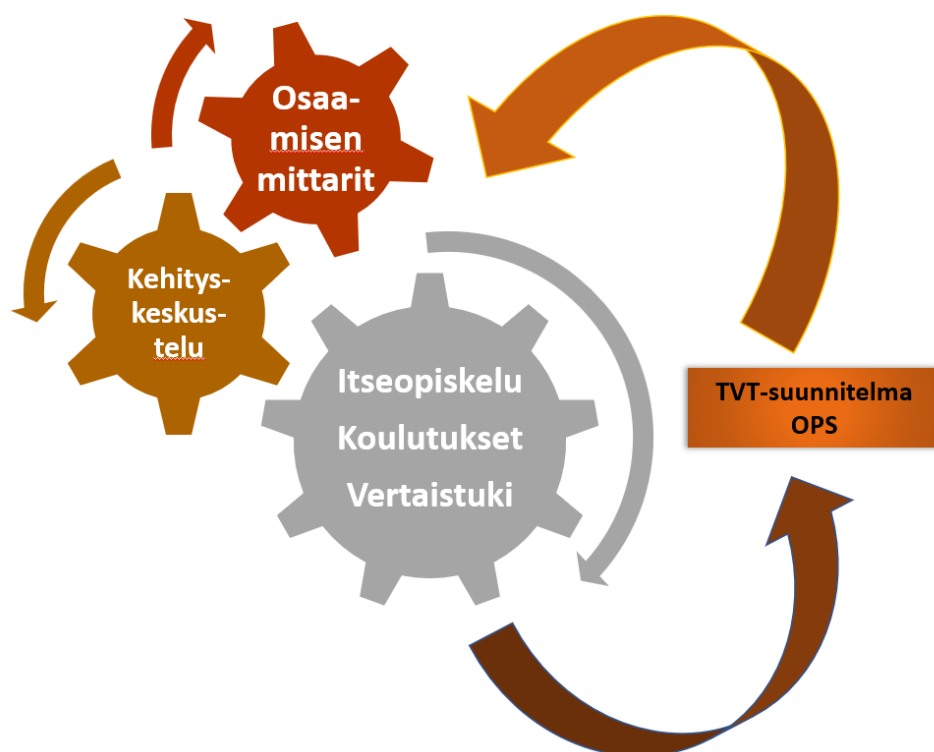 Osaa-
misen
mittarit
Kehitys-
keskus-
telu
Itseopiskelu
Koulutukset
Vertaistuki
TVT-suunnitelma
OPS